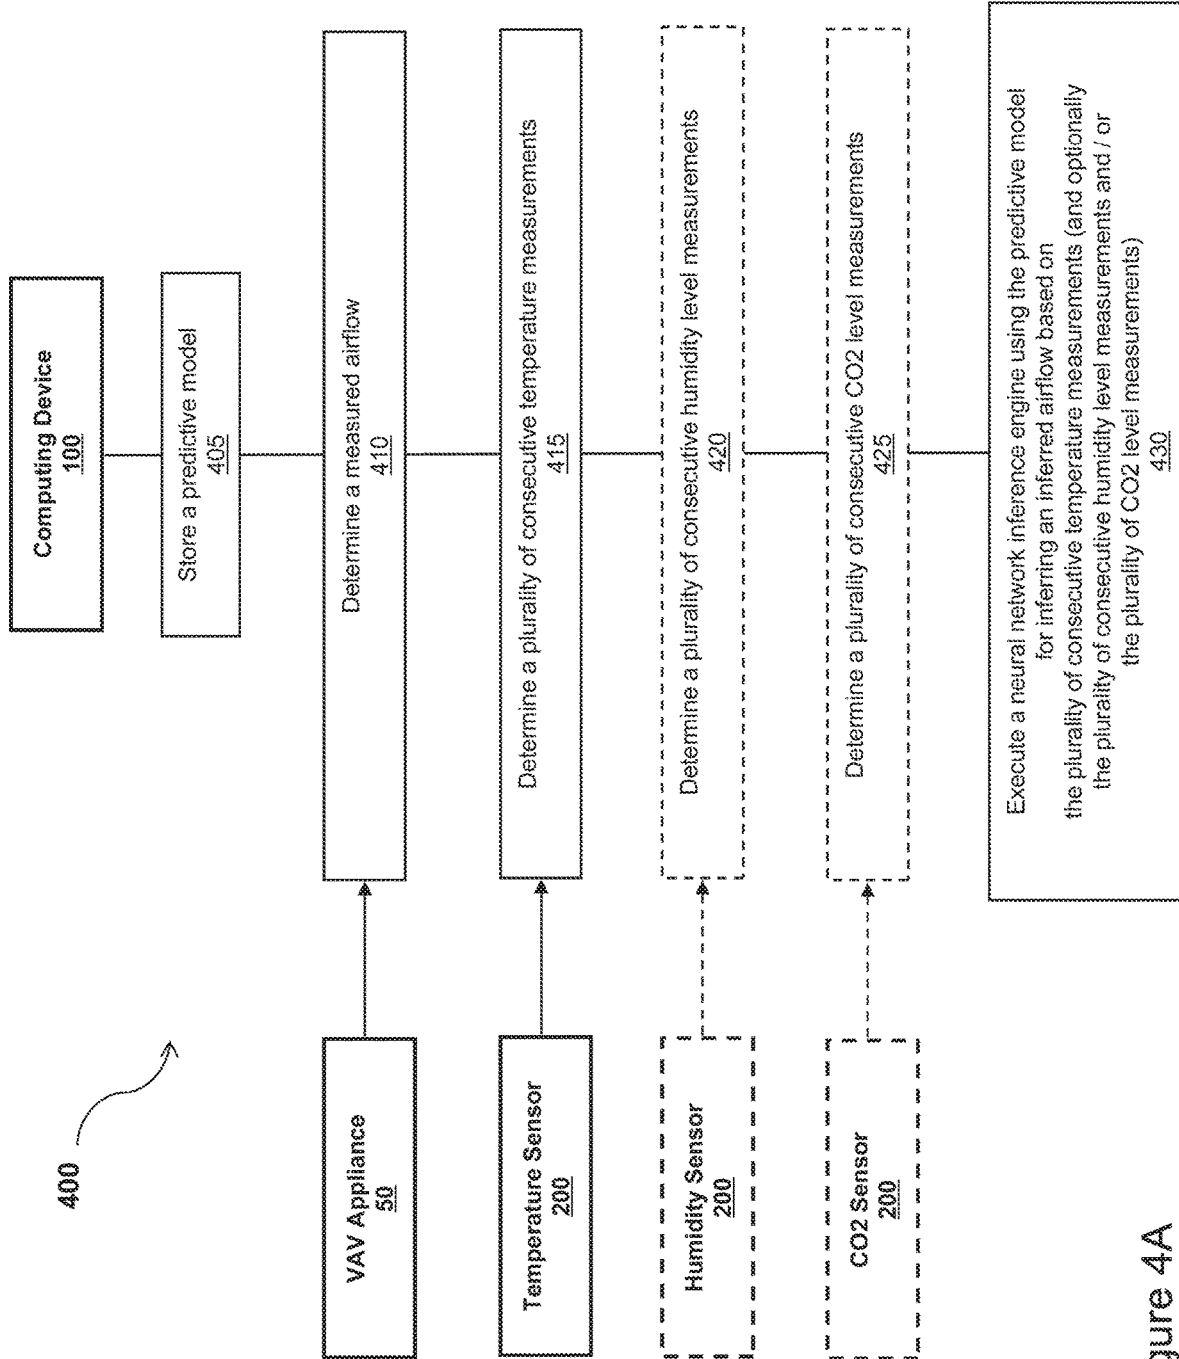 400
Computing Device
100
Store a predictive model
405
VAV Appliance
50
Determine a measured airflow
410
Temperature Sensor
200
Determine a plurality of consecutive temperature measurements
415
Humidity Sensor
200
Determine a plurality of consecutive humidity level measurements
420
CO2 Sensor
200
Determine a plurality of consecutive CO2 level measurements
425
Execute a neural network inference engine using the predictive model
for inferring an inferred airflow based on
the plurality of consecutive temperature measurements (and optionally
the plurality of consecutive humidity level measurements and / or
the plurality of CO2 level measurements)
430
gure 4A